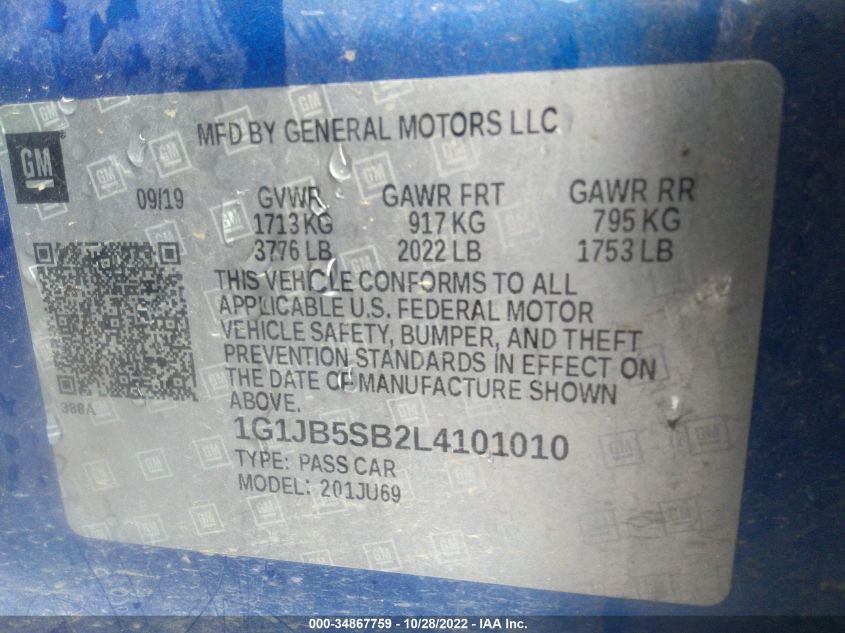 MFD BY GENERAL MOTORS LLC
GM
09/19 GVWR GAWR FRT GAWR RR
1713 KG 917 KG 795 KG
3776 LB 2022 LB 1753 LB
THIS VEHICLE CONFORMS TO ALL
APPLICABLE U.S. FEDERAL MOTOR
VEHICLE SAFETY, BUMPER, AND THEFT
PREVENTION STANDARDS IN EFFECT ON
THE DATE OF MANUFACTURE SHOWN
ABOVE.
388A
1G1JB5SB2L4101010
TYPE: PASS CAR
MODEL: 201JU69
000-34867759 - 10/28/2022 - IAA Inc.